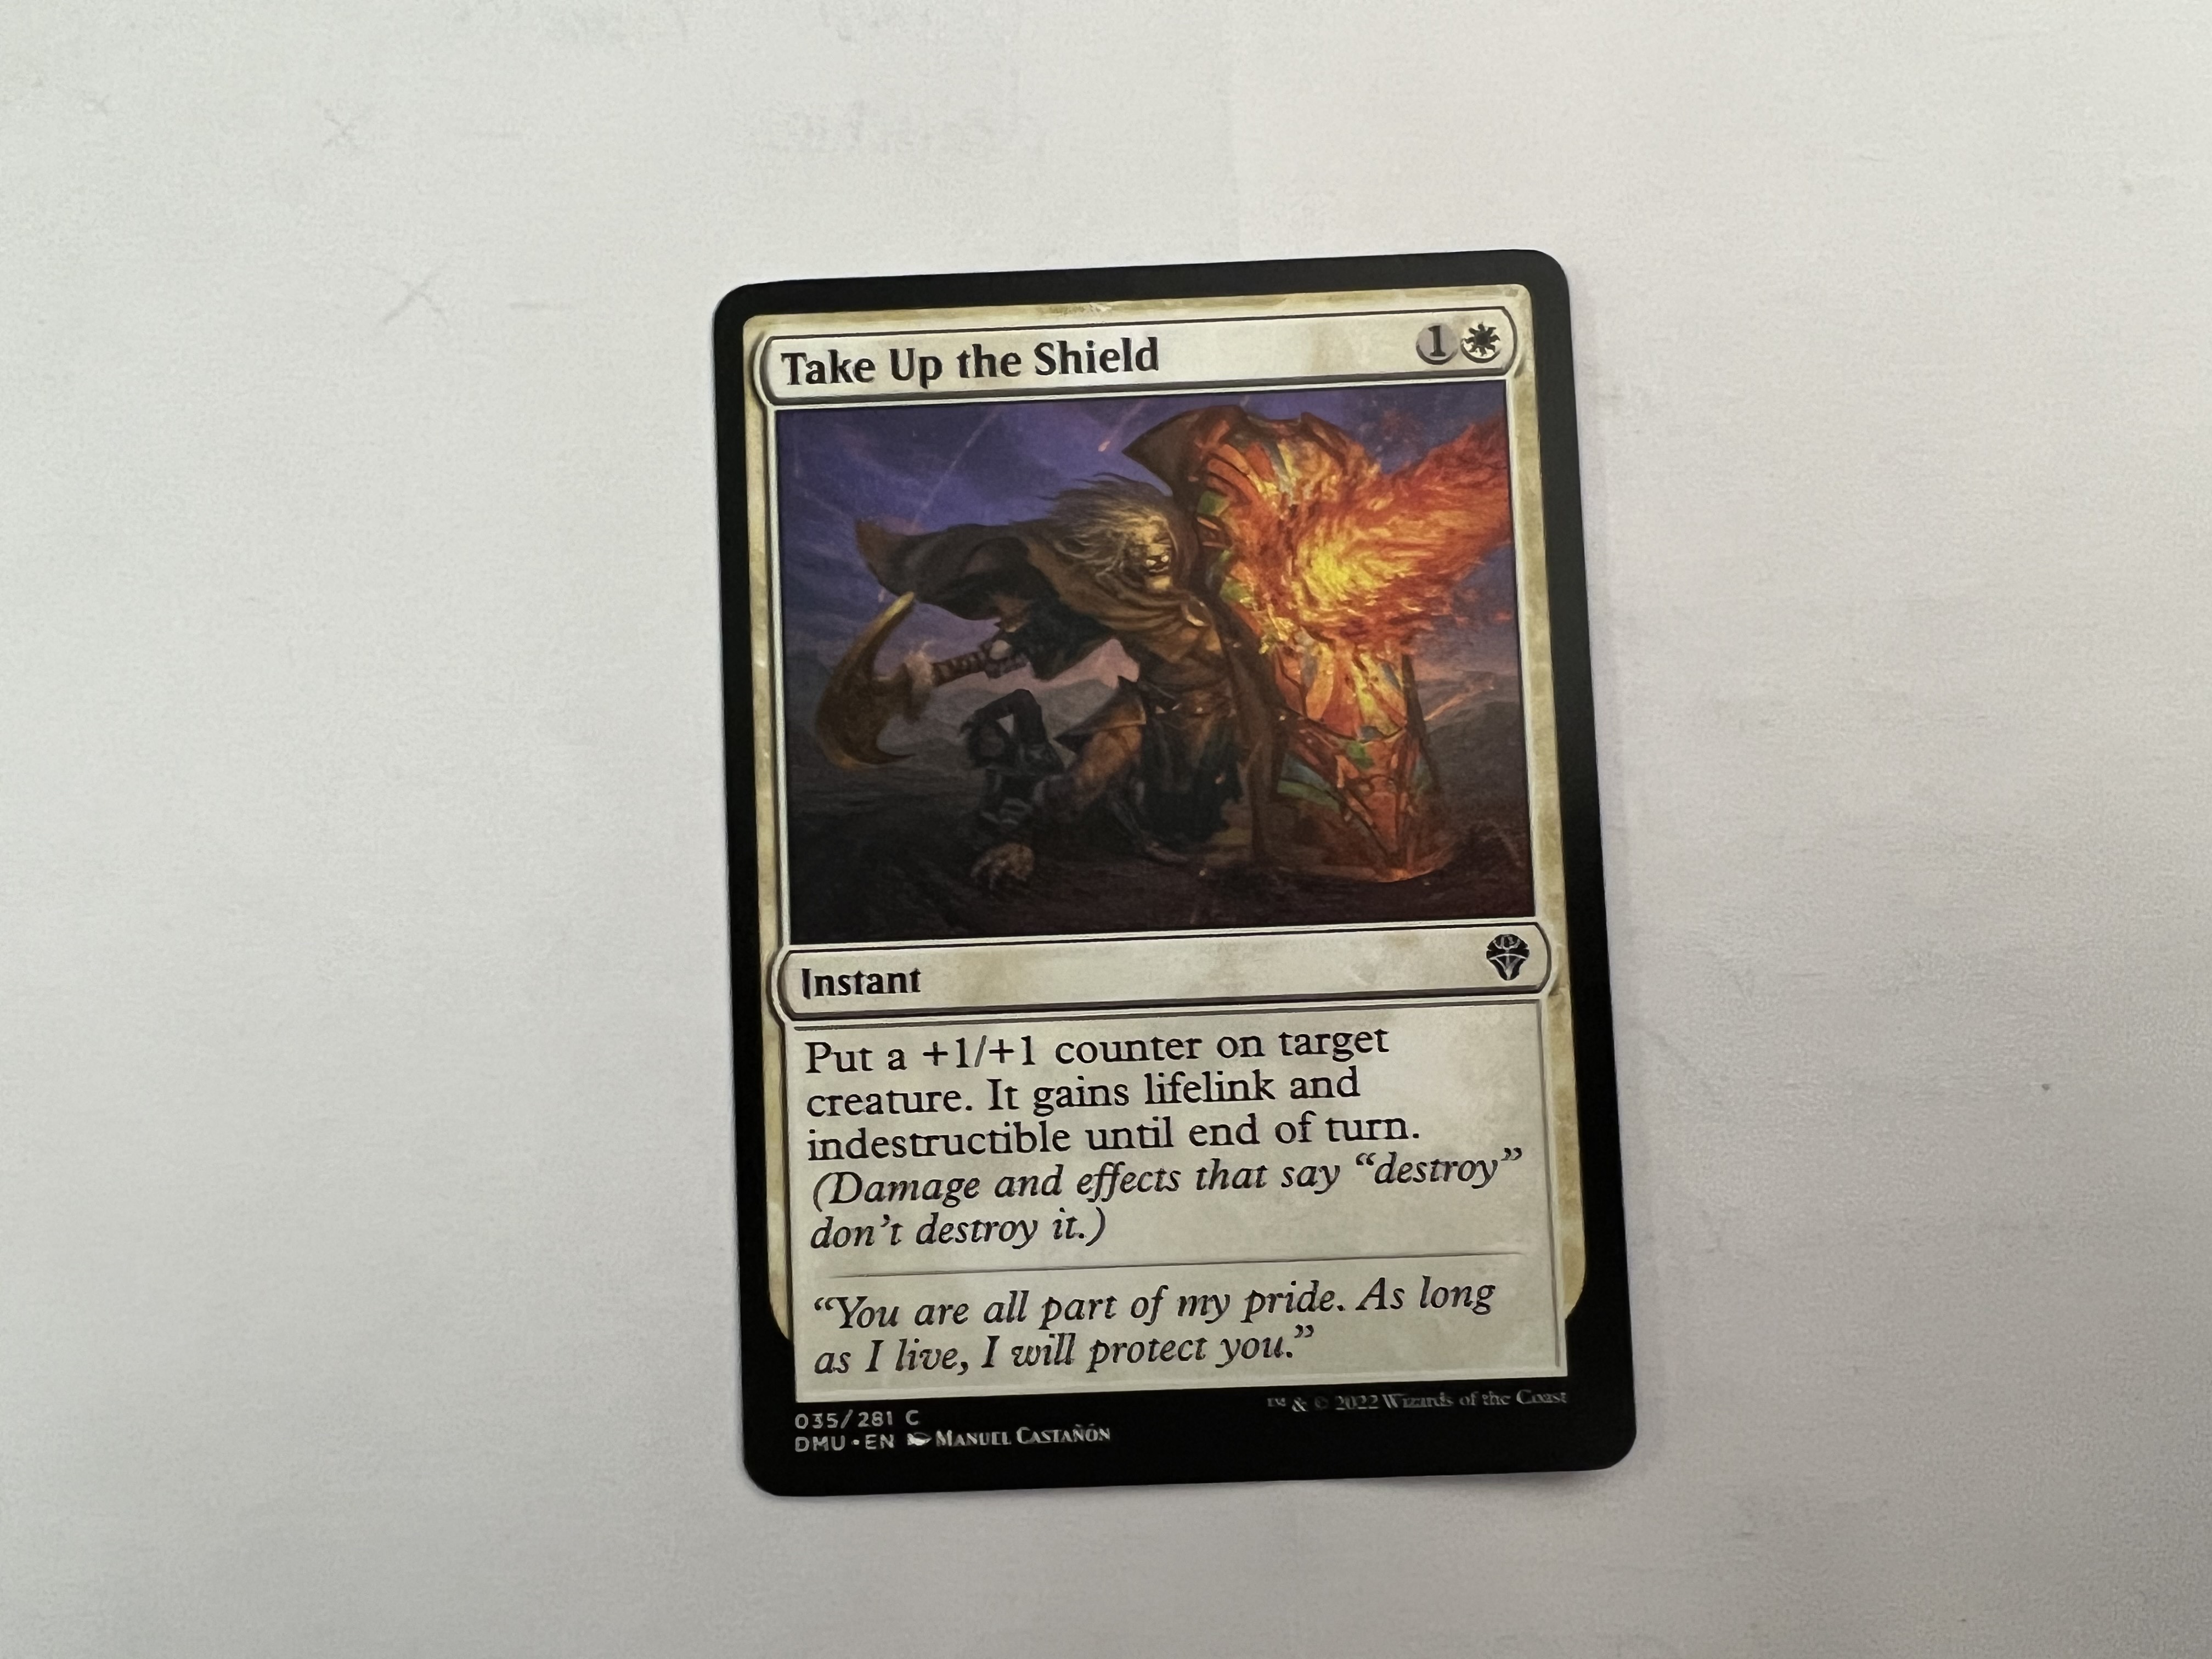 Take Up the Shield 1
Instant
Put a +1/+1 counter on target
creature. It gains lifelink and
indestructible until end of turn.
(Damage and effects that say “destroy”
don’t destroy it.)
“You are all part of my pride. As long
as I live, I will protect you.”
035/281 C
™ & © 2022 Wizards of the Coast
DMU • EN MANUEL CASTAÑÓN